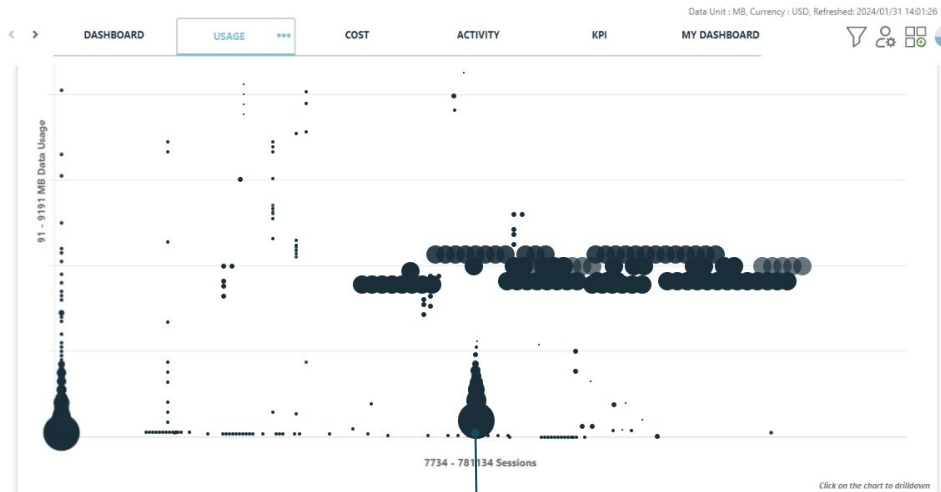 Data Unit : MB, Currency : USD, Refreshed: 2024/01/31 14:01:26
DASHBOARD USAGE COST ACTIVITY KPI MY DASHBOARD
91 - 9191 MB Data Usage
7734 - 781134 Sessions
Click on the chart to drilldown